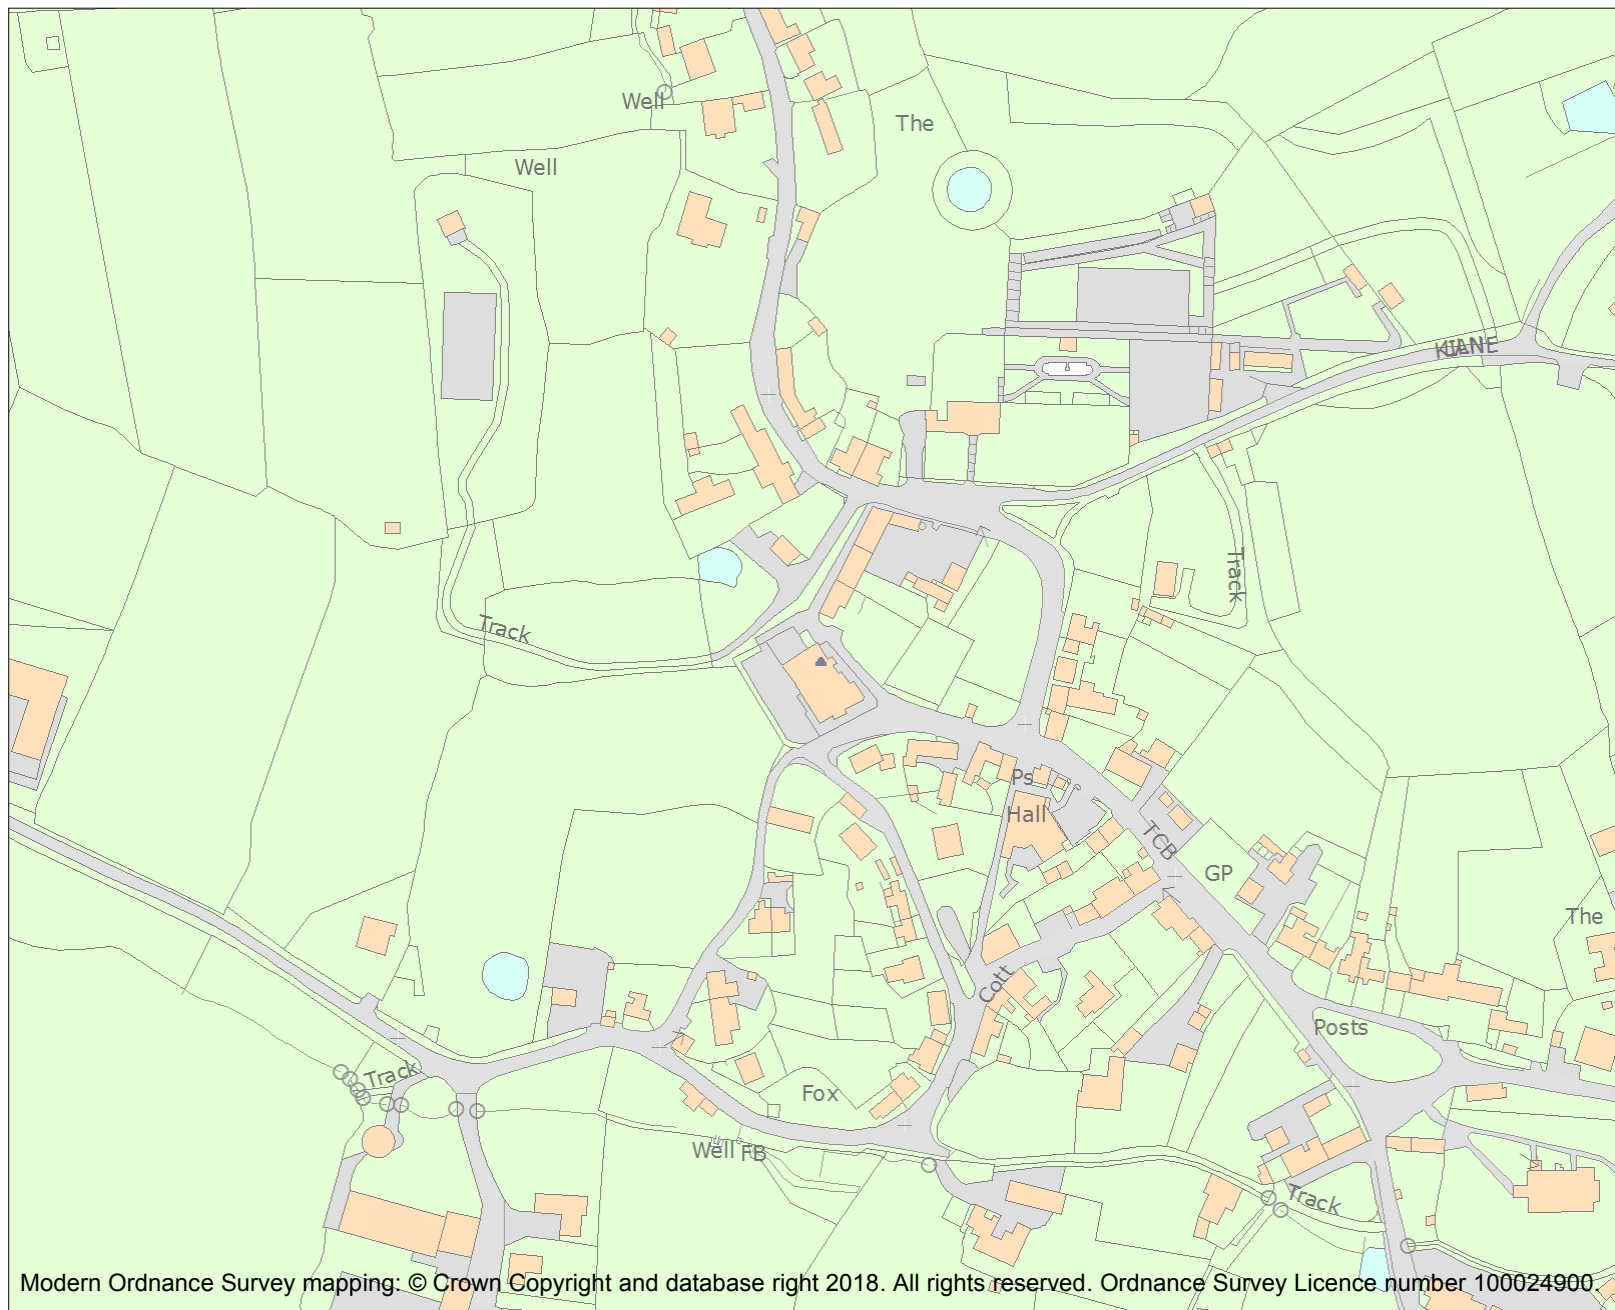 Well
The
Well
LANE
Track
Track
Ps
Hall
TCB
GP
The
Cott
Posts
Track
Fox
Well
FB
Track
Modern Ordnance Survey mapping: © Crown Copyright and database right 2018. All rights reserved. Ordnance Survey Licence number 100024900.